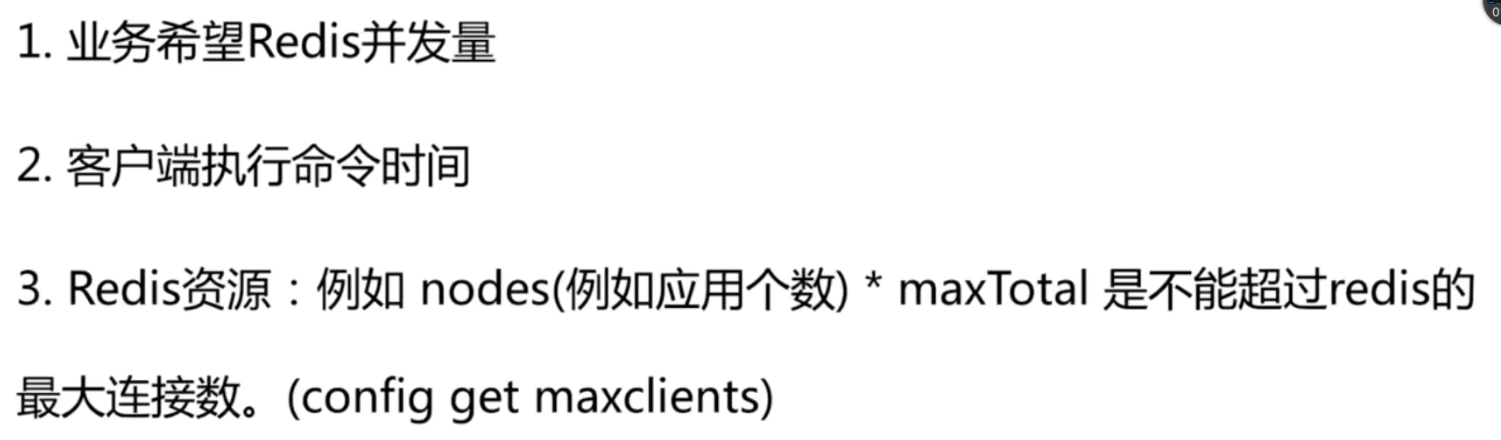 1. 业务希望Redis并发量
2. 客户端执行命令时间
3. Redis资源：例如 nodes(例如应用个数) * maxTotal 是不能超过redis的
最大连接数。(config get maxclients)